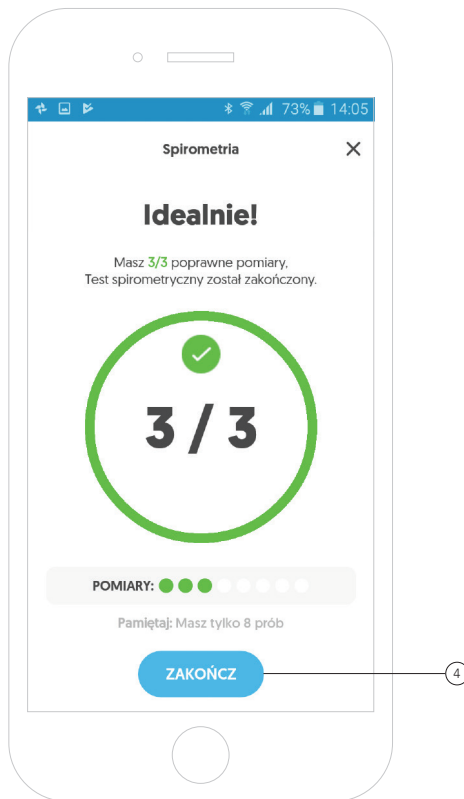 73% 14:05
Spirometria
Idealnie!
Masz 3/3 poprawne pomiary,
Test spirometryczny został zakończony.
3 / 3
POMIARY:
Pamiętaj: Masz tylko 8 prób
ZAKOŃCZ
4